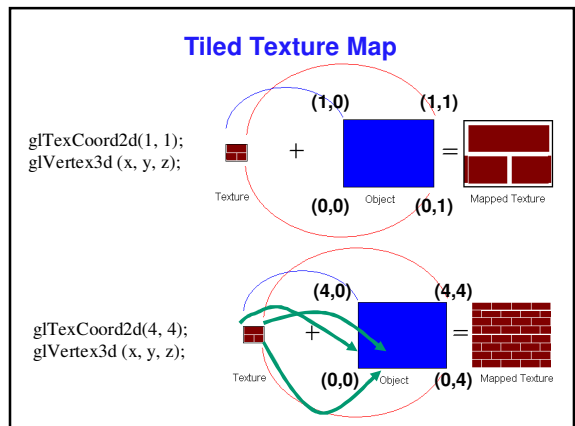 Tiled Texture Map
(1,0) (1,1)
glTexCoord2d(1, 1);
glVertex3d (x, y, z);
+ =
(0,0) (0,1)
Texture Object Mapped Texture
(4,0) (4,4)
glTexCoord2d(4, 4);
glVertex3d (x, y, z);
+ =
(0,0) (0,4)
Texture Object Mapped Texture